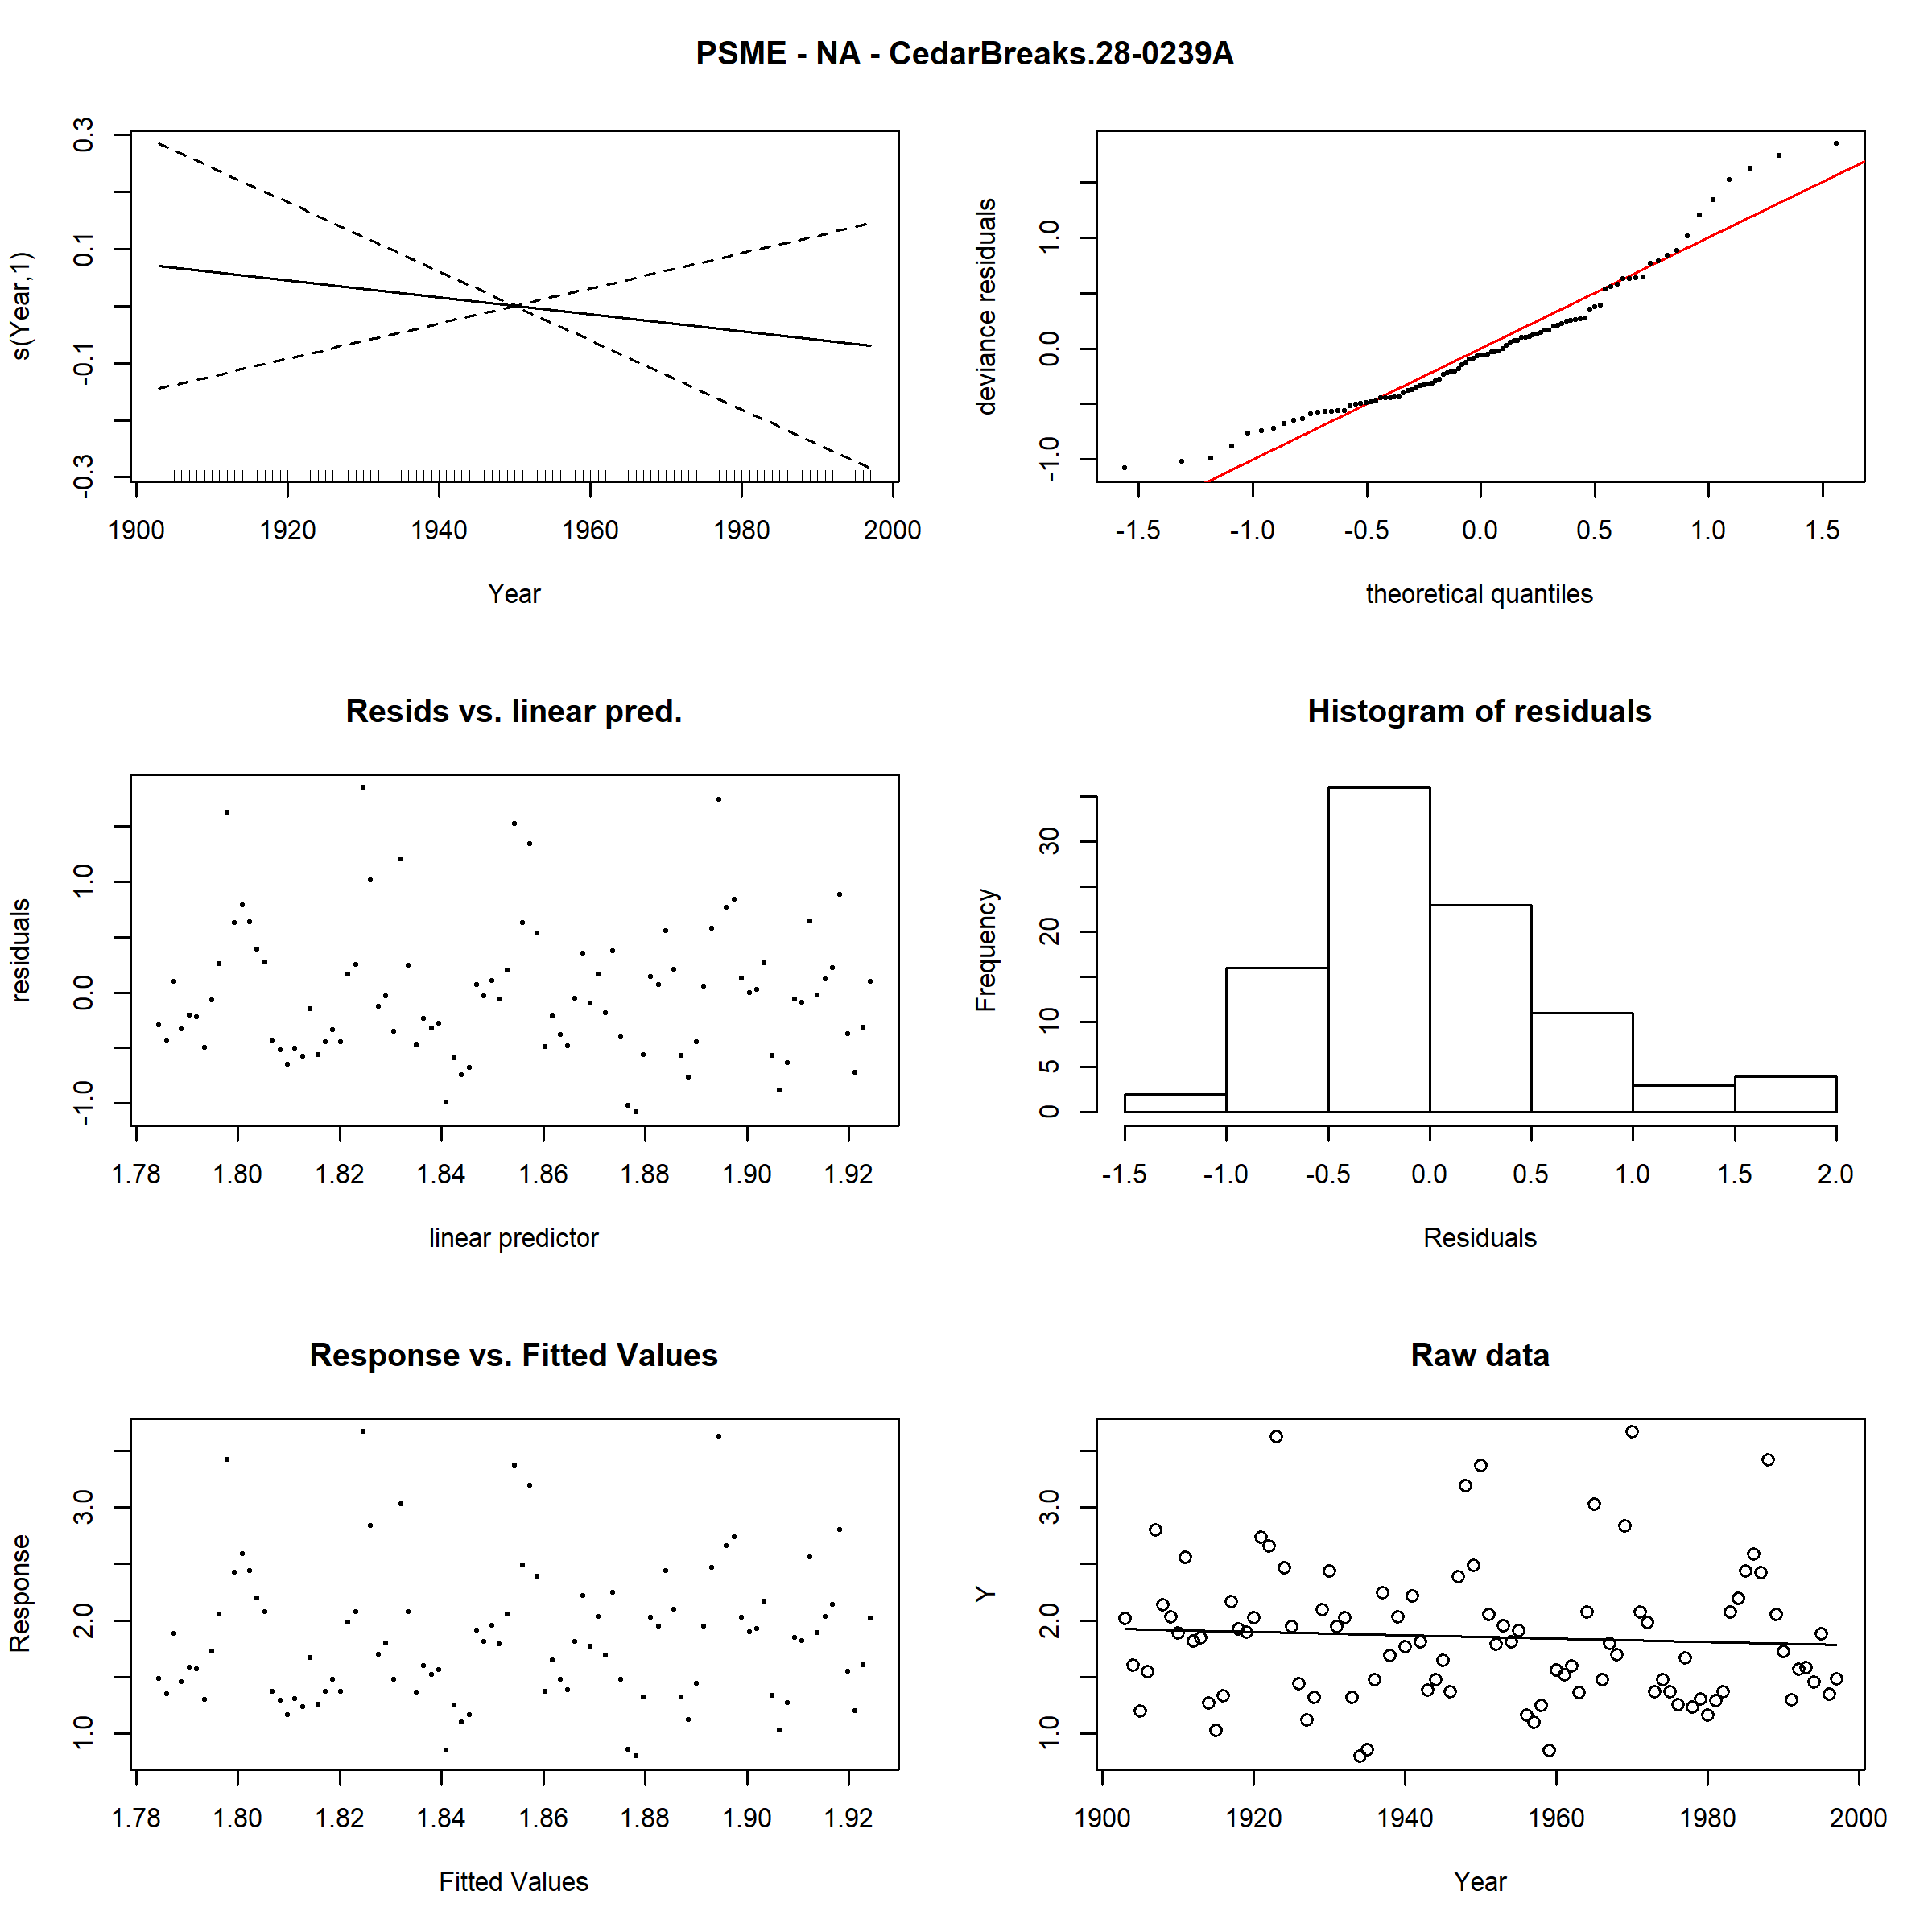 PSME - NA - CedarBreaks.28-0239A
s(Year,1)
0.3
0.1
-0.1
-0.3
1900 1920 1940 1960 1980 2000
Year
deviance residuals
1.0
0.0
-1.0
-1.5 -1.0 -0.5 0.0 0.5 1.0 1.5
theoretical quantiles
Resids vs. linear pred.
residuals
1.0
0.0
-1.0
1.78 1.80 1.82 1.84 1.86 1.88 1.90 1.92
linear predictor
Histogram of residuals
Frequency
30
20
10
5
0
-1.5 -1.0 -0.5 0.0 0.5 1.0 1.5 2.0
Residuals
Response vs. Fitted Values
Response
3.0
2.0
1.0
1.78 1.80 1.82 1.84 1.86 1.88 1.90 1.92
Fitted Values
Raw data
Y
3.0
2.0
1.0
1900 1920 1940 1960 1980 2000
Year